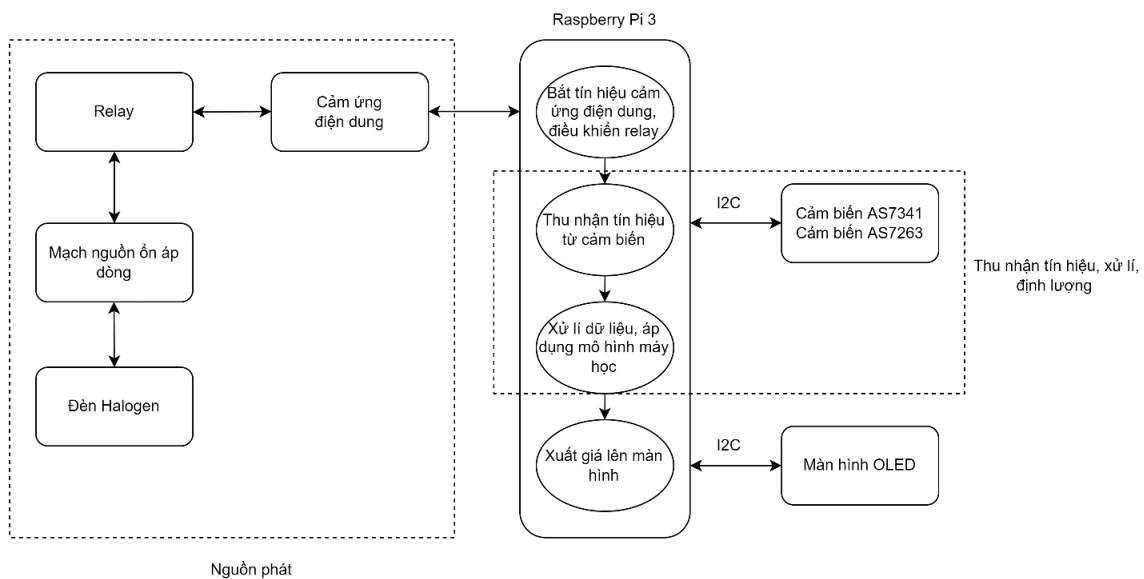 Raspberry Pi 3
Relay
Cảm ứng
điện dung
Bắt tín hiệu cảm
ứng điện dung,
điều khiển relay
Mạch nguồn ổn áp
dòng
Đèn Halogen
Nguồn phát
Thu nhận tín hiệu
từ cảm biến
I2C
Cảm biến AS7341
Cảm biến AS7263
Thu nhận tín hiệu, xử lí,
định lượng
Xử lí dữ liệu, áp
dụng mô hình máy
học
Xuất giá lên màn
hình
I2C
Màn hình OLED